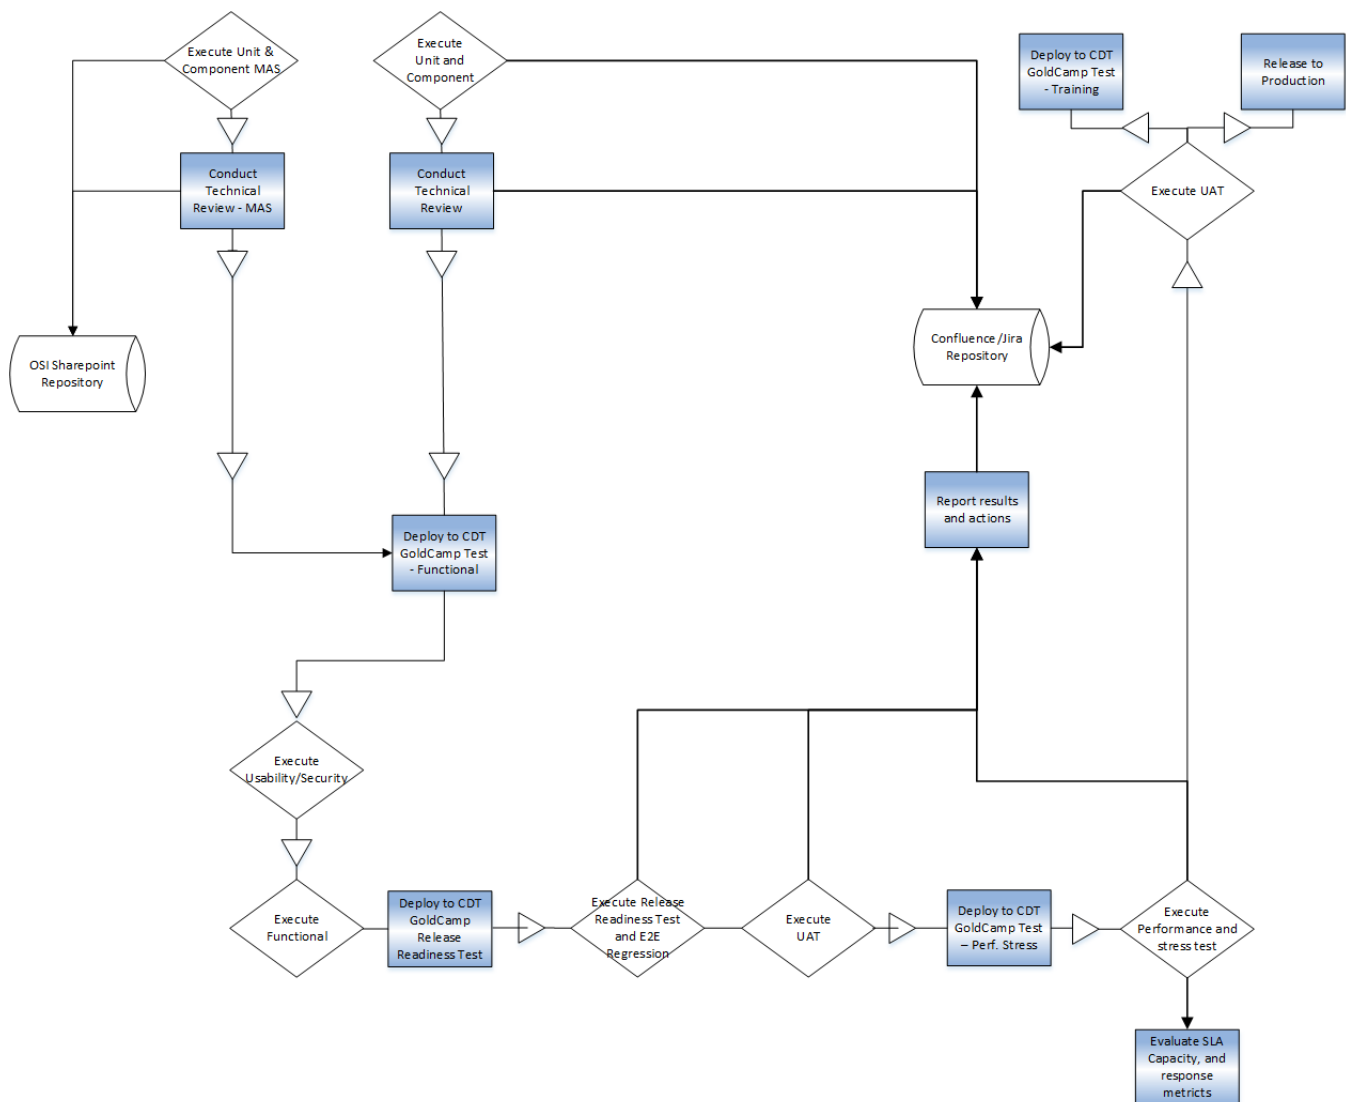 Execute Unit &
Component MAS
Execute
Unit and
Component
Deploy to CDT
GoldCamp Test
- Training
Release to
Production
Conduct
Technical
Review - MAS
Conduct
Technical
Review
Execute UAT
OSI Sharepoint
Repository
Confluence/Jira
Repository
Report results
and actions
Deploy to CDT
GoldCamp Test
- Functional
Execute
Usability/Security
Execute
Functional
Deploy to CDT
GoldCamp
Release
Readiness Test
Execute Release
Readiness Test
and E2E
Regression
Execute
UAT
Deploy to CDT
GoldCamp Test
– Perf. Stress
Execute
Performance and
stress test
Evaluate SLA
Capacity, and
response
metricts